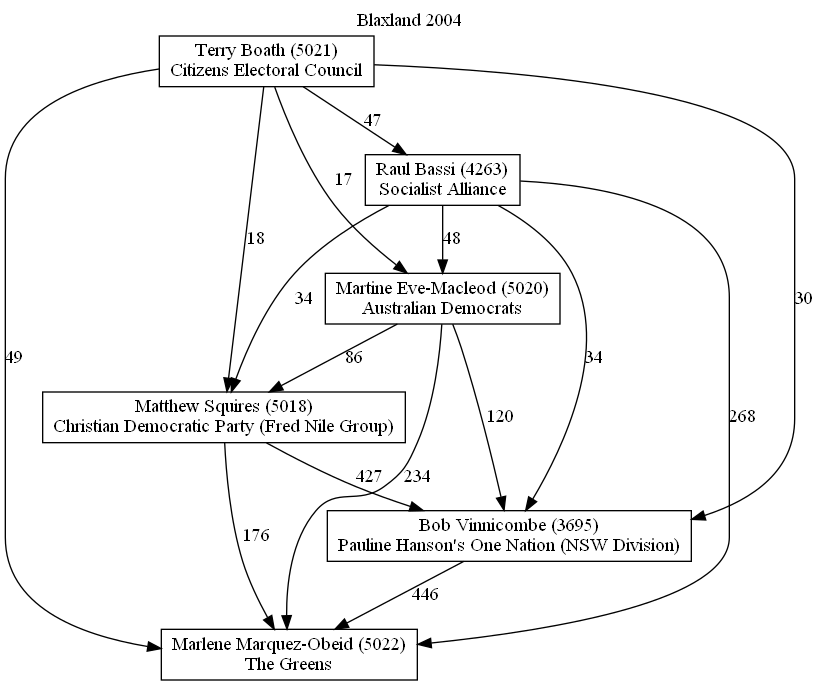 Blaxland 2004
Terry Boath (5021)
Citizens Electoral Council
47
Raul Bassi (4263)
Socialist Alliance
17
18
48
Martine Eve-Macleod (5020)
Australian Democrats
34
30
49
86
34
Matthew Squires (5018)
Christian Democratic Party (Fred Nile Group)
120
268
427
234
Bob Vinnicombe (3695)
Pauline Hanson's One Nation (NSW Division)
176
446
Marlene Marquez-Obeid (5022)
The Greens